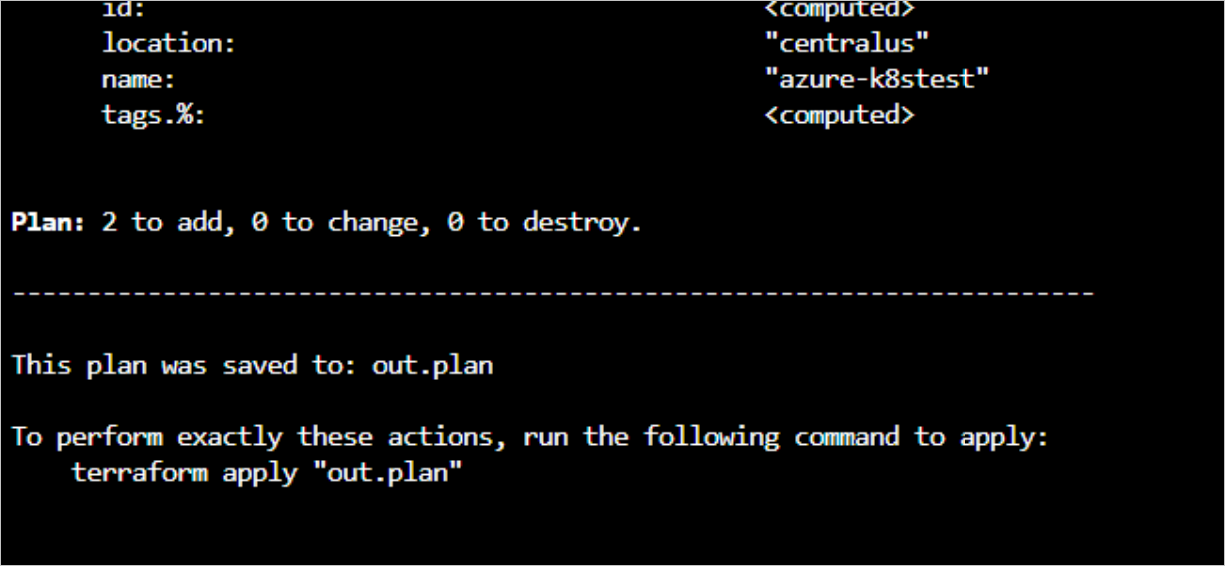 id: <computed>
location: "centralus"
name: "azure-k8stest"
tags.%: <computed>
Plan: 2 to add, 0 to change, 0 to destroy.
------------------------------------------------------------------------
This plan was saved to: out.plan
To perform exactly these actions, run the following command to apply:
terraform apply "out.plan"